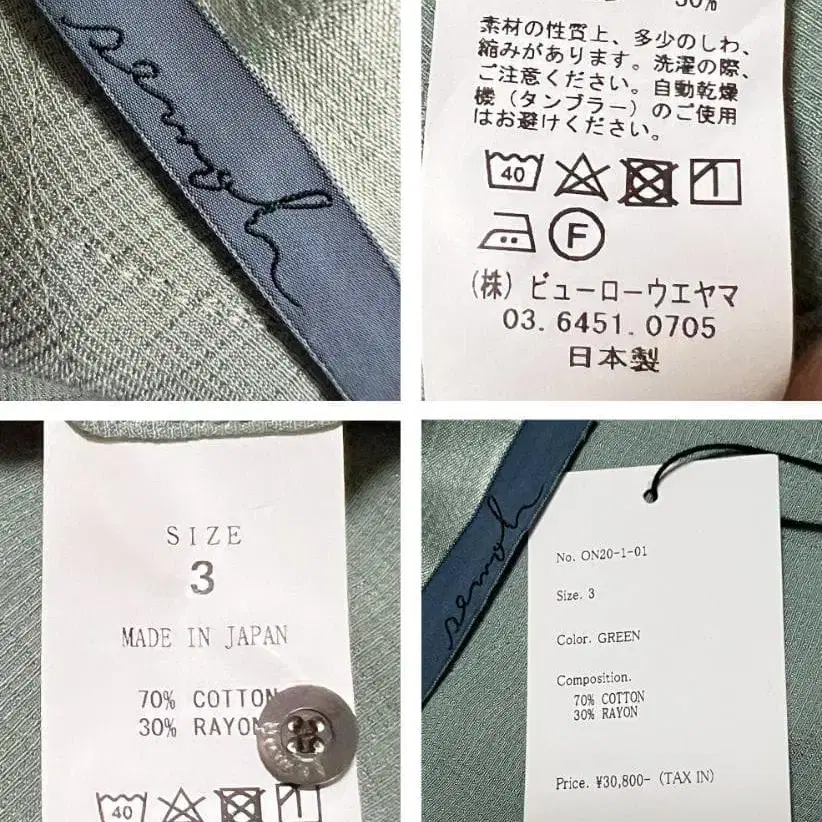 semoh
30%
素材の性質上、多少のしわ、
縮みがあります。洗濯の際、
ご注意ください。自動乾燥
機（タンブラー）のご使用
はお避けください。
40
F
(株) ビューローウエヤマ
03.6451.0705
日本製
SIZE
3
MADE IN JAPAN
70% COTTON
30% RAYON
40
semoh
No. ON20-1-01
Size. 3
Color. GREEN
Composition.
70% COTTON
30% RAYON
Price. ¥30,800- (TAX IN)